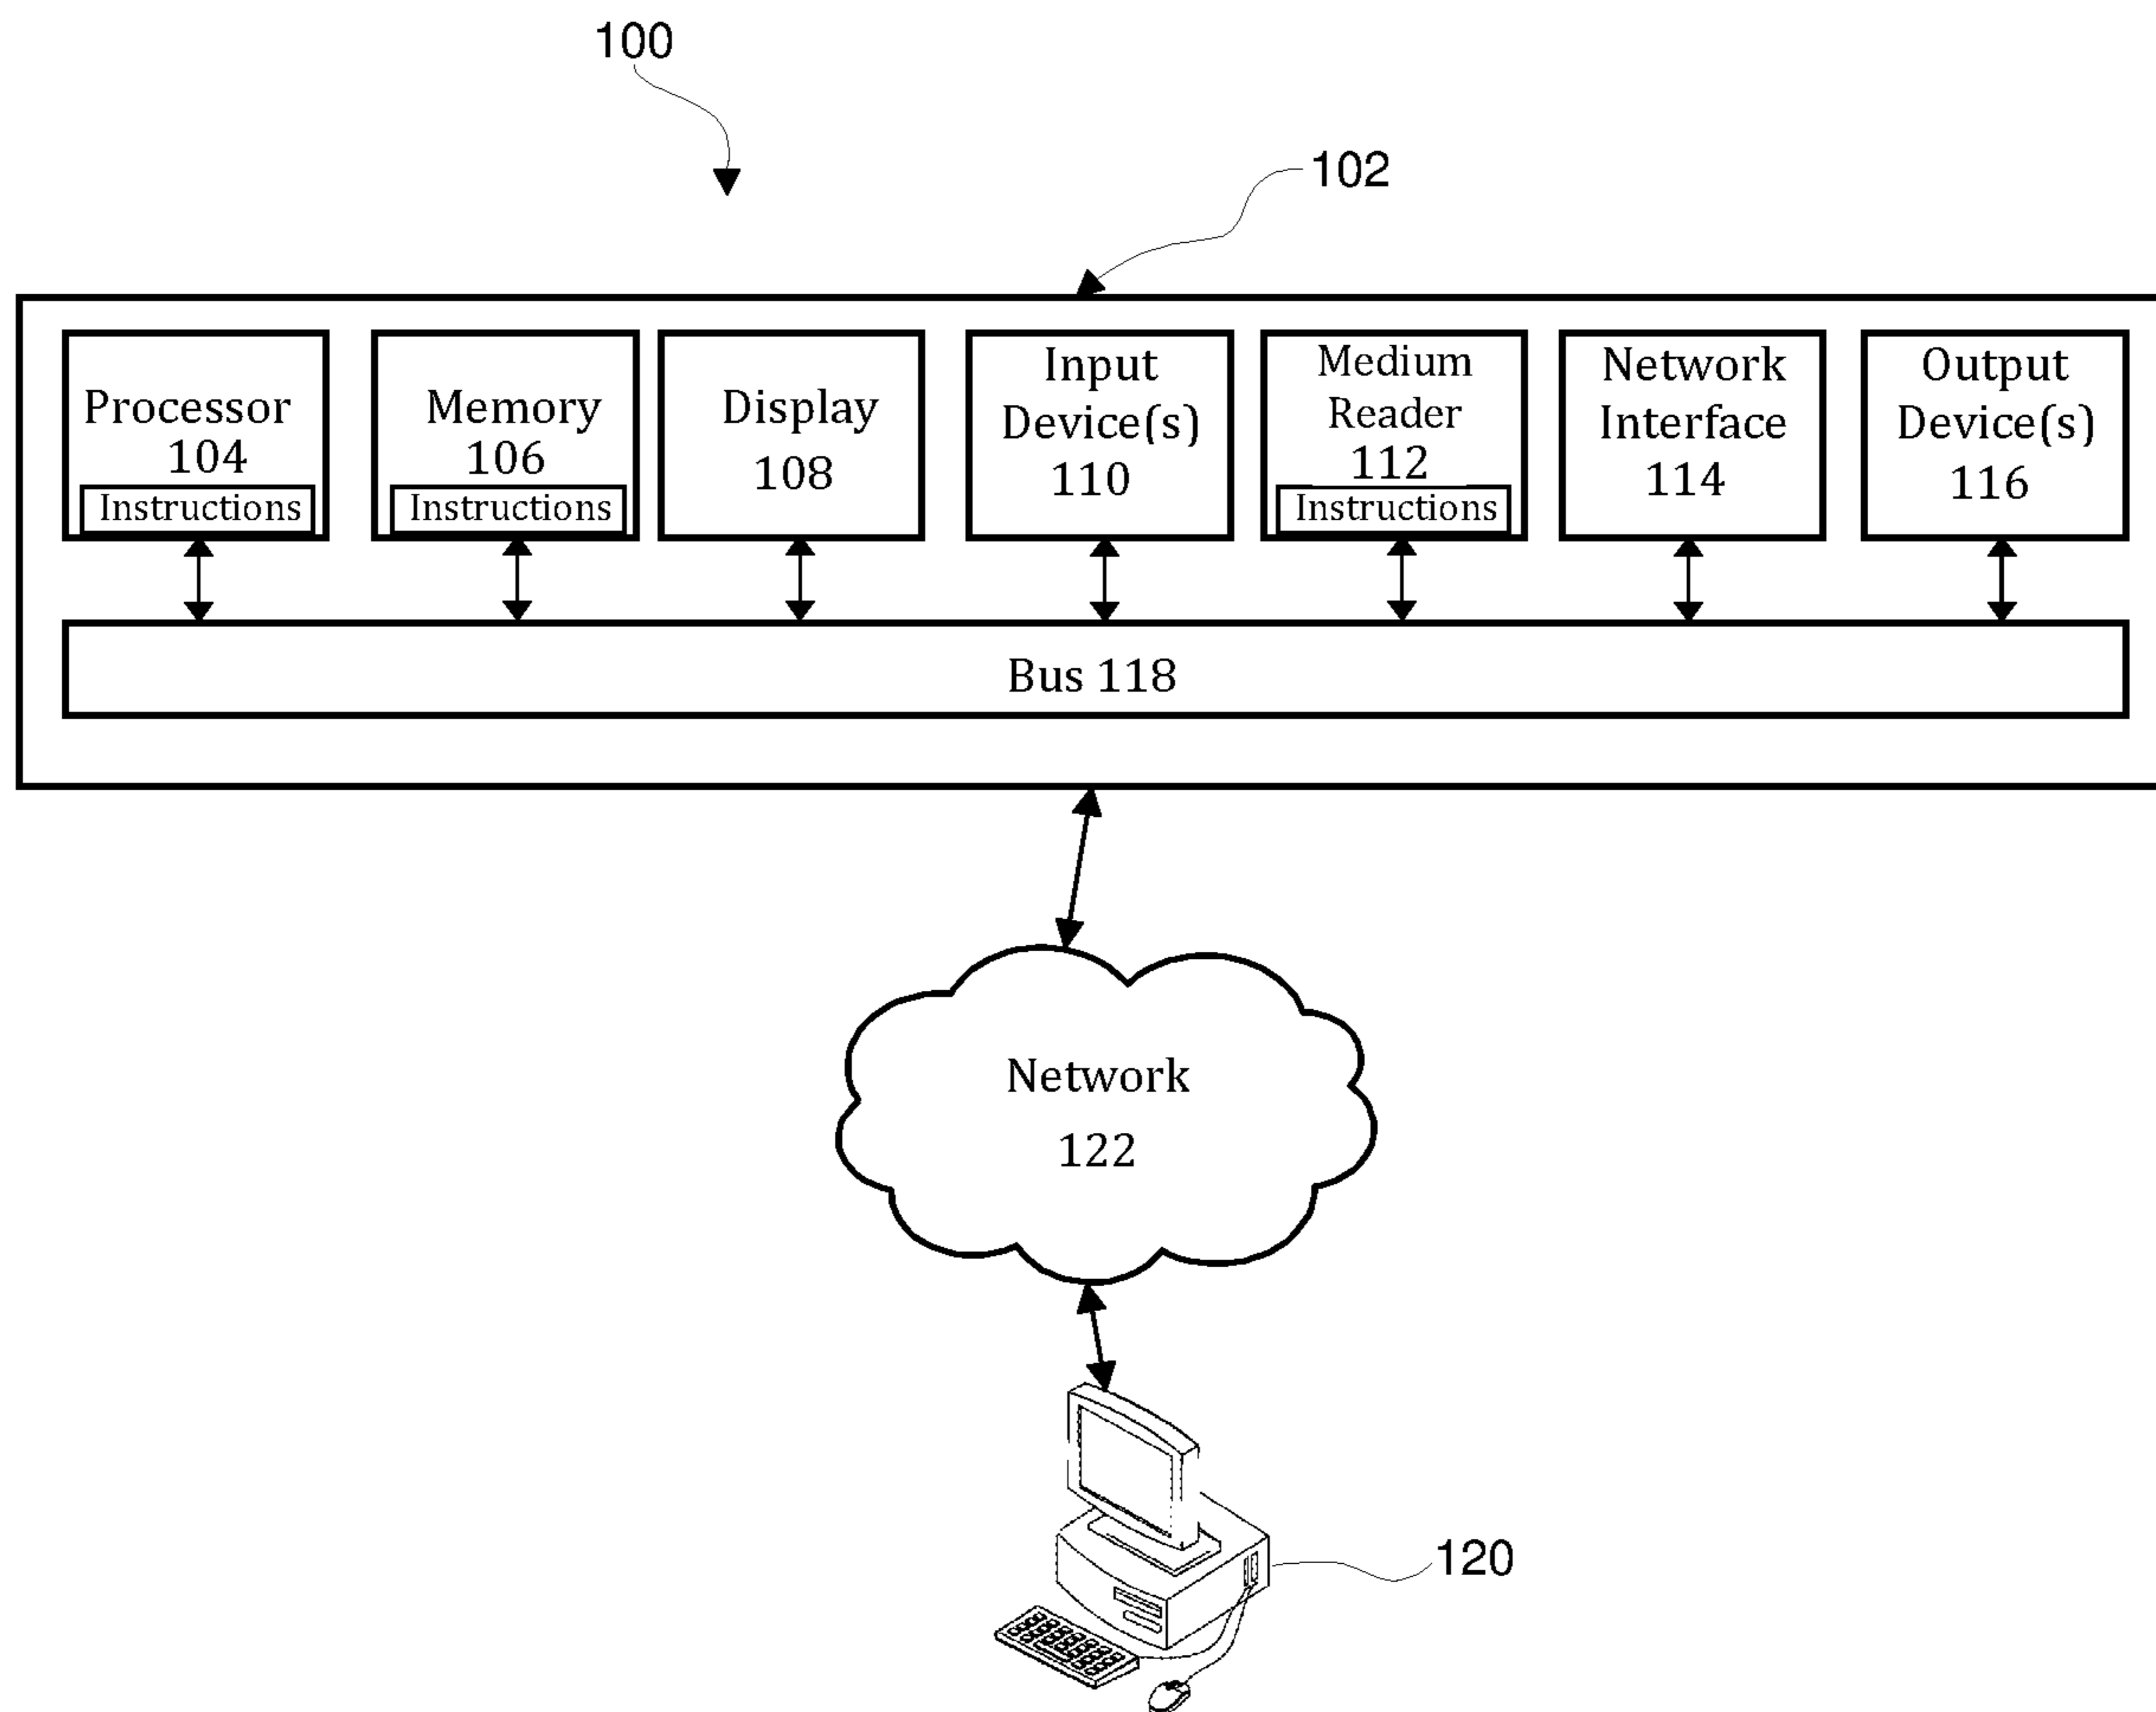 100
102
Processor
104
Instructions
Memory
106
Instructions
Display
108
Input
Device(s)
110
Medium
Reader
112
Instructions
Network
Interface
114
Output
Device(s)
116
Bus 118
Network
122
120